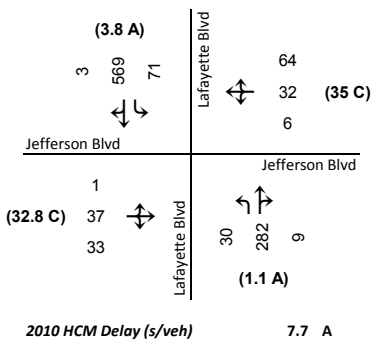 (3.8 A)
3 569 71
Lafayette Blvd
64
32 (35 C)
6
Jefferson Blvd
Jefferson Blvd
1
(32.8 C) 37
33
Lafayette Blvd
30 282 9
(1.1 A)
2010 HCM Delay (s/veh) 7.7 A